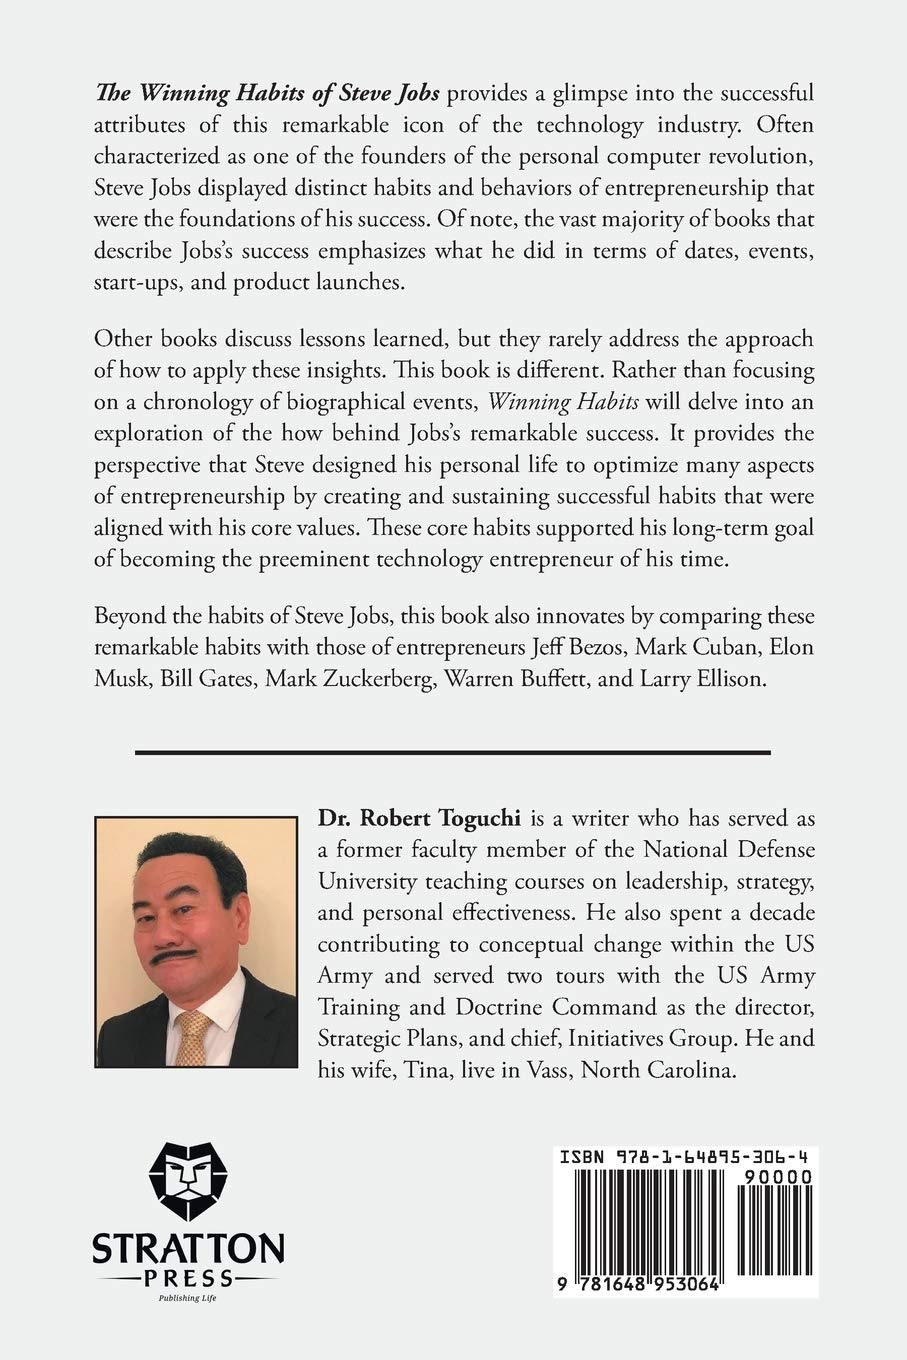 The Winning Habits of Steve Jobs provides a glimpse into the successful
attributes of this remarkable icon of the technology industry. Often
characterized as one of the founders of the personal computer revolution,
Steve Jobs displayed distinct habits and behaviors of entrepreneurship that
were the foundations of his success. Of note, the vast majority of books that
describe Jobs's success emphasizes what he did in terms of dates, events,
start-ups, and product launches.
Other books discuss lessons learned, but they rarely address the approach
of how to apply these insights. This book is different. Rather than focusing
on a chronology of biographical events, Winning Habits will delve into an
exploration of the how behind Jobs's remarkable success. It provides the
perspective that Steve designed his personal life to optimize many aspects
of entrepreneurship by creating and sustaining successful habits that were
aligned with his core values. These core habits supported his long-term goal
of becoming the preeminent technology entrepreneur of his time.
Beyond the habits of Steve Jobs, this book also innovates by comparing these
remarkable habits with those of entrepreneurs Jeff Bezos, Mark Cuban, Elon
Musk, Bill Gates, Mark Zuckerberg, Warren Buffett, and Larry Ellison.
Dr. Robert Toguchi is a writer who has served as
a former faculty member of the National Defense
University teaching courses on leadership, strategy,
and personal effectiveness. He also spent a decade
contributing to conceptual change within the US
Army and served two tours with the US Army
Training and Doctrine Command as the director,
Strategic Plans, and chief, Initiatives Group. He and
his wife, Tina, live in Vass, North Carolina.
STRATTON
PRESS
Publishing Life
ISBN 978-1-64895-306-4
90000
9 781648 953064